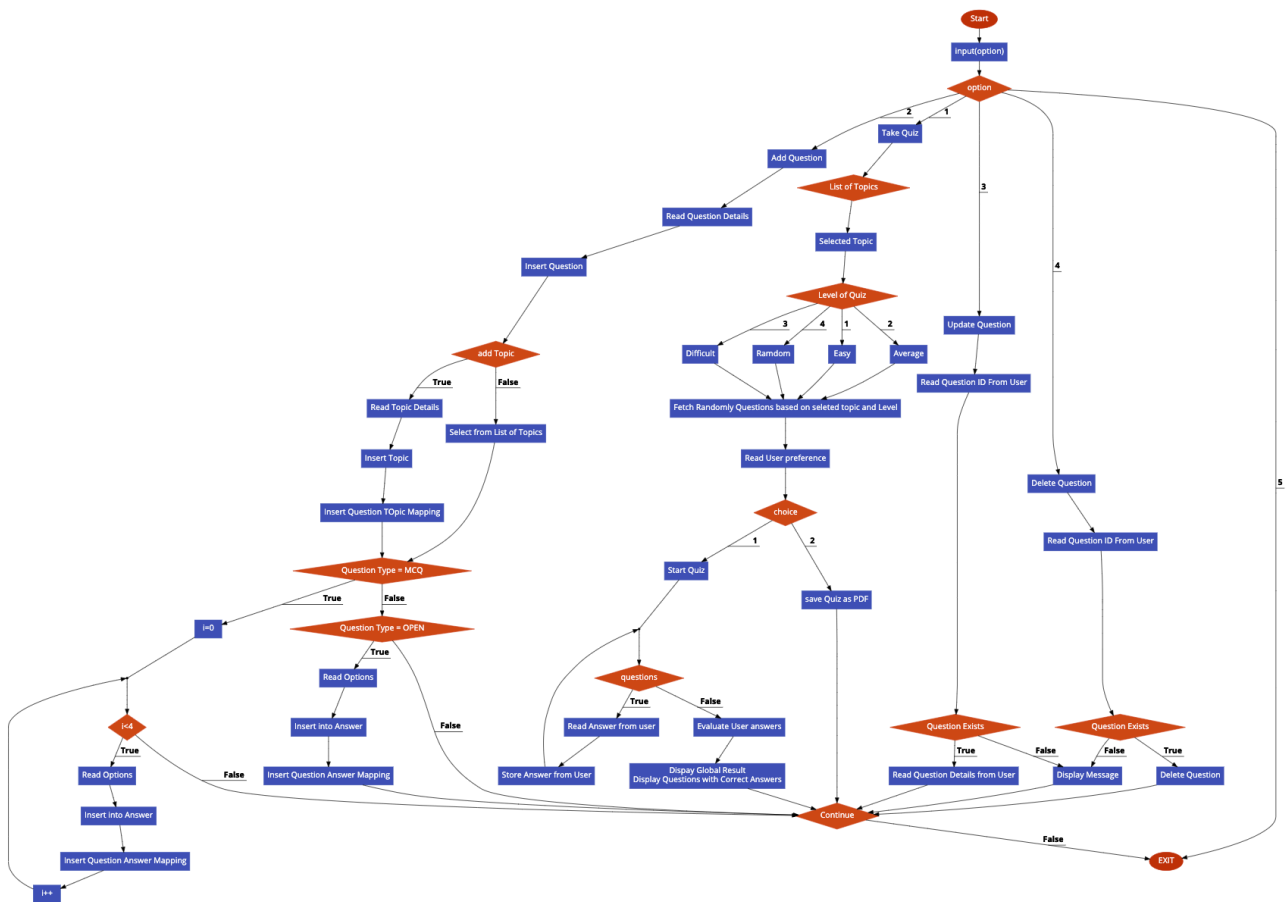 Start
input(option)
option
2
1
Take Quiz
Add Question
3
List of Topics
Read Question Details
Selected Topic
4
Insert Question
Level of Quiz
5
3
4
1
2
Update Question
add Topic
Difficult
Ramdom
Easy
Average
True
False
Read Question ID From User
Read Topic Details
Fetch Randomly Questions based on seleted topic and Level
Select from List of Topics
Insert Topic
Read User preference
Delete Question
Insert Question TOpic Mapping
choice
1
2
Read Question ID From User
Question Type = MCQ
Start Quiz
True
False
save Quiz as PDF
i=0
Question Type = OPEN
True
Read Options
questions
True
False
i<4
Insert into Answer
False
Read Answer from user
Evaluate User answers
Question Exists
Question Exists
True
False
True
False
False
True
Read Options
False
Insert Question Answer Mapping
Store Answer from User
Dispay Global Result
Display Questions with Correct Answers
Read Question Details from User
Display Message
Delete Question
Insert into Answer
Continue
False
Insert Question Answer Mapping
EXIT
i++